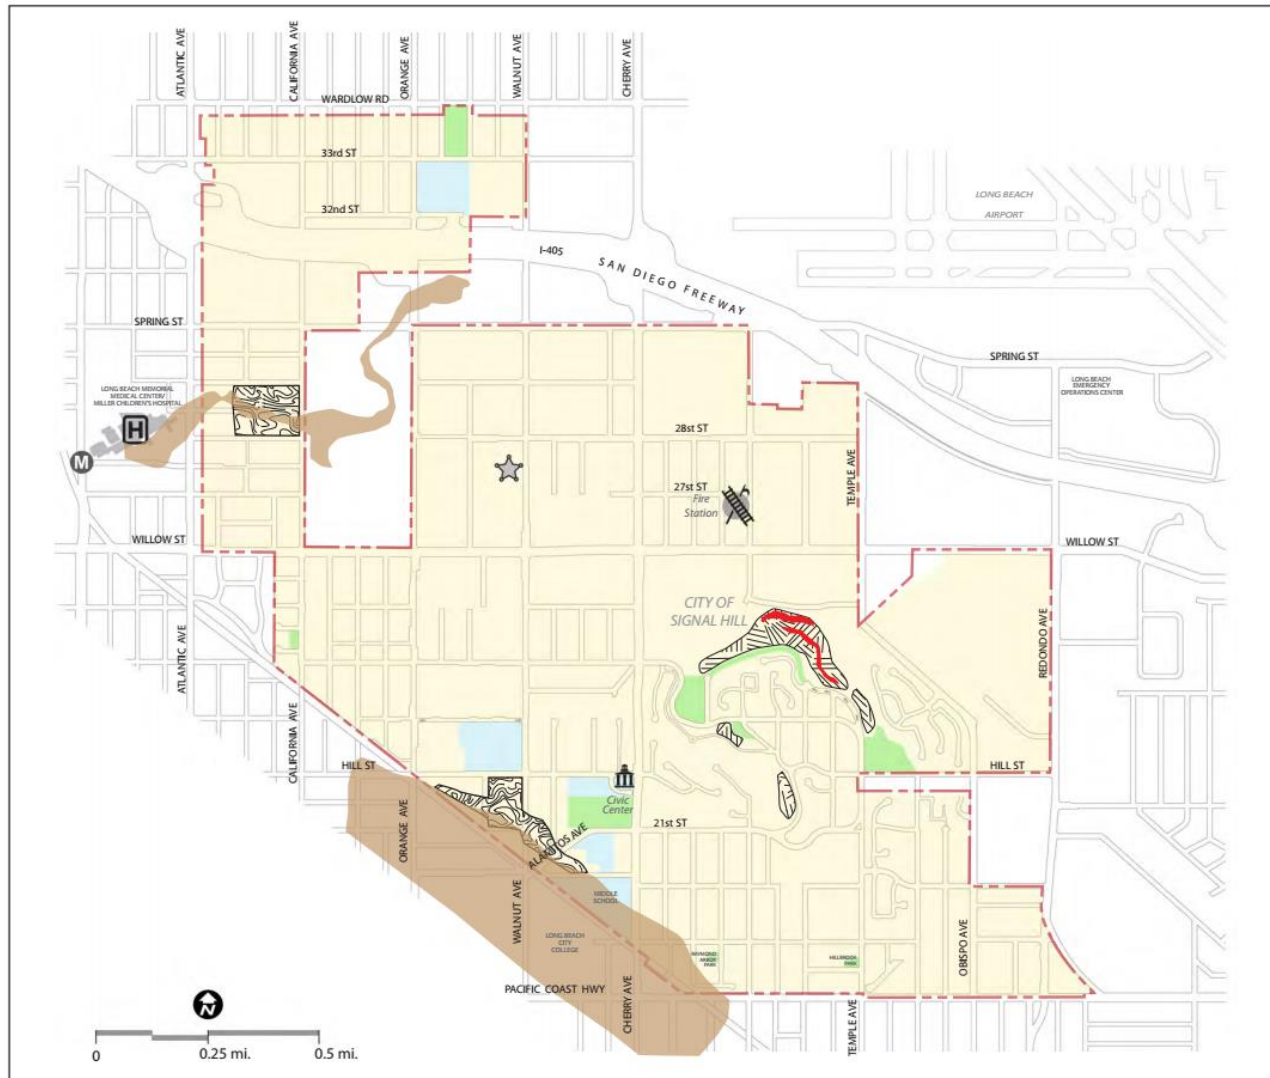 ATLANTIC AVE
CALIFORNIA AVE
ORANGE AVE
WALNUT AVE
CHERRY AVE
WARDLOW RD
33rd ST
32nd ST
LONG BEACH
AIRPORT
I-405
SAN DIEGO FREEWAY
SPRING ST
SPRING ST
LONG BEACH
EMERGENCY
OPERATIONS CENTER
LONG BEACH MEMORIAL
MEDICAL CENTER/
MILLER CHILDREN'S HOSPITAL
H
M
28st ST
27st ST
Fire
Station
TEMPLE AVE
WILLOW ST
WILLOW ST
CITY OF
SIGNAL HILL
ATLANTIC AVE
REDONDO AVE
CALIFORNIA AVE
HILL ST
HILL ST
Civic
Center
21st ST
ORANGE AVE
ALAMITOS AVE
WALNUT AVE
MIDDLE
SCHOOL
LONG BEACH
CITY
COLLEGE
RAYMOND
ARBOR
PARK
HILLBROOK
PARK
OBISPO AVE
PACIFIC COAST HWY
CHERRY AVE
TEMPLE AVE
N
0
0.25 mi.
0.5 mi.